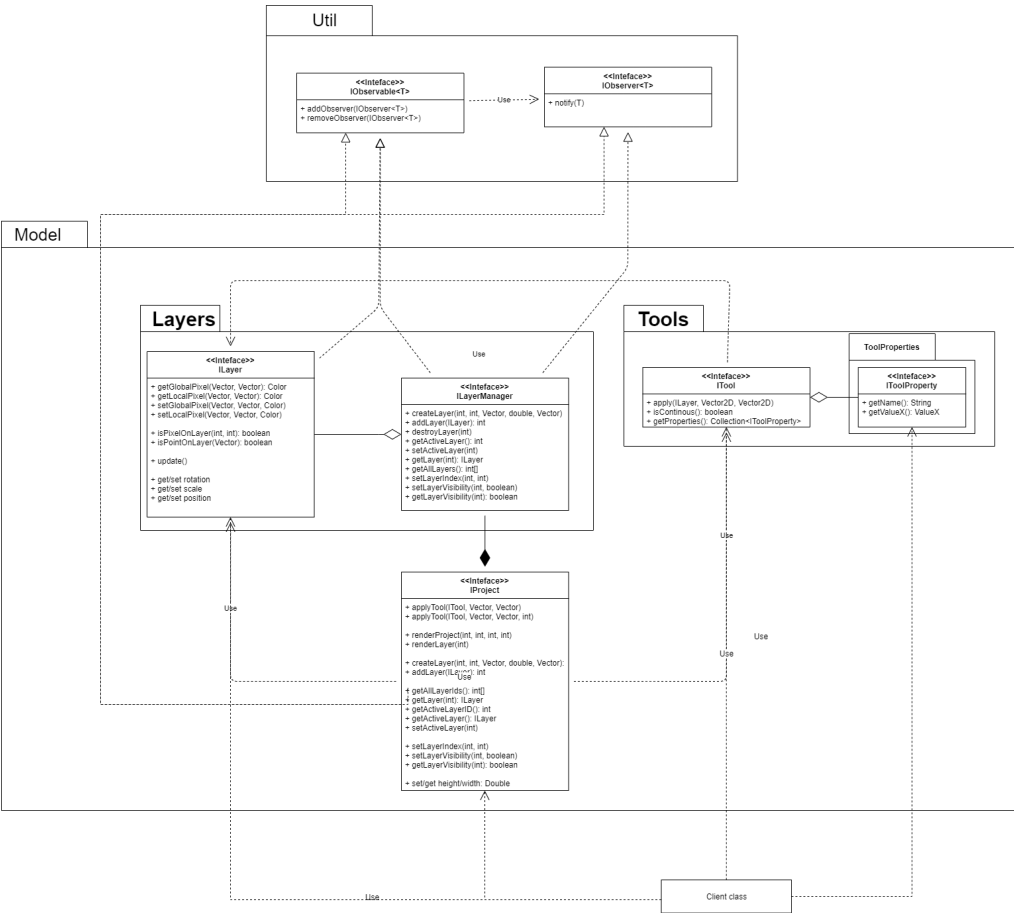 Util
<<Inteface>>
IObservable<T>
+ addObserver(IObserver<T>)
+ removeObserver(IObserver<T>)
Use
<<Inteface>>
IObserver<T>
+ notify(T)
Model
Layers
<<Inteface>>
ILayer
+ getGlobalPixel(Vector, Vector): Color
+ getLocalPixel(Vector, Vector): Color
+ setGlobalPixel(Vector, Vector, Color)
+ setLocalPixel(Vector, Vector, Color)
+ isPixelOnLayer(int, int): boolean
+ isPointOnLayer(Vector): boolean
+ update()
+ get/set rotation
+ get/set scale
+ get/set position
Use
<<Inteface>>
ILayerManager
+ createLayer(int, int, Vector, double, Vector)
+ addLayer(ILayer): int
+ destroyLayer(int)
+ getActiveLayer(): int
+ setActiveLayer(int)
+ getLayer(int): ILayer
+ getAllLayers(): int[]
+ setLayerIndex(int, int)
+ setLayerVisibility(int, boolean)
+ getLayerVisibility(int): boolean
Tools
<<Inteface>>
ITool
+ apply(ILayer, Vector2D, Vector2D)
+ isContinous(): boolean
+ getProperties(): Collection<IToolProperty>
ToolProperties
<<Inteface>>
IToolProperty
+ getName(): String
+ getValueX(): ValueX
Use
Use
Use
Use
<<Inteface>>
IProject
+ applyTool(ITool, Vector, Vector)
+ applyTool(ITool, Vector, Vector, int)
+ renderProject(int, int, int, int)
+ renderLayer(int)
+ createLayer(int, int, Vector, double, Vector):
+ addLayer(ILayer): int
Use
+ getAllLayerIds(): int[]
+ getLayer(int): ILayer
+ getActiveLayerID(): int
+ getActiveLayer(): ILayer
+ setActiveLayer(int)
+ setLayerIndex(int, int)
+ setLayerVisibility(int, boolean)
+ getLayerVisibility(int): boolean
+ set/get height/width: Double
Use
Client class